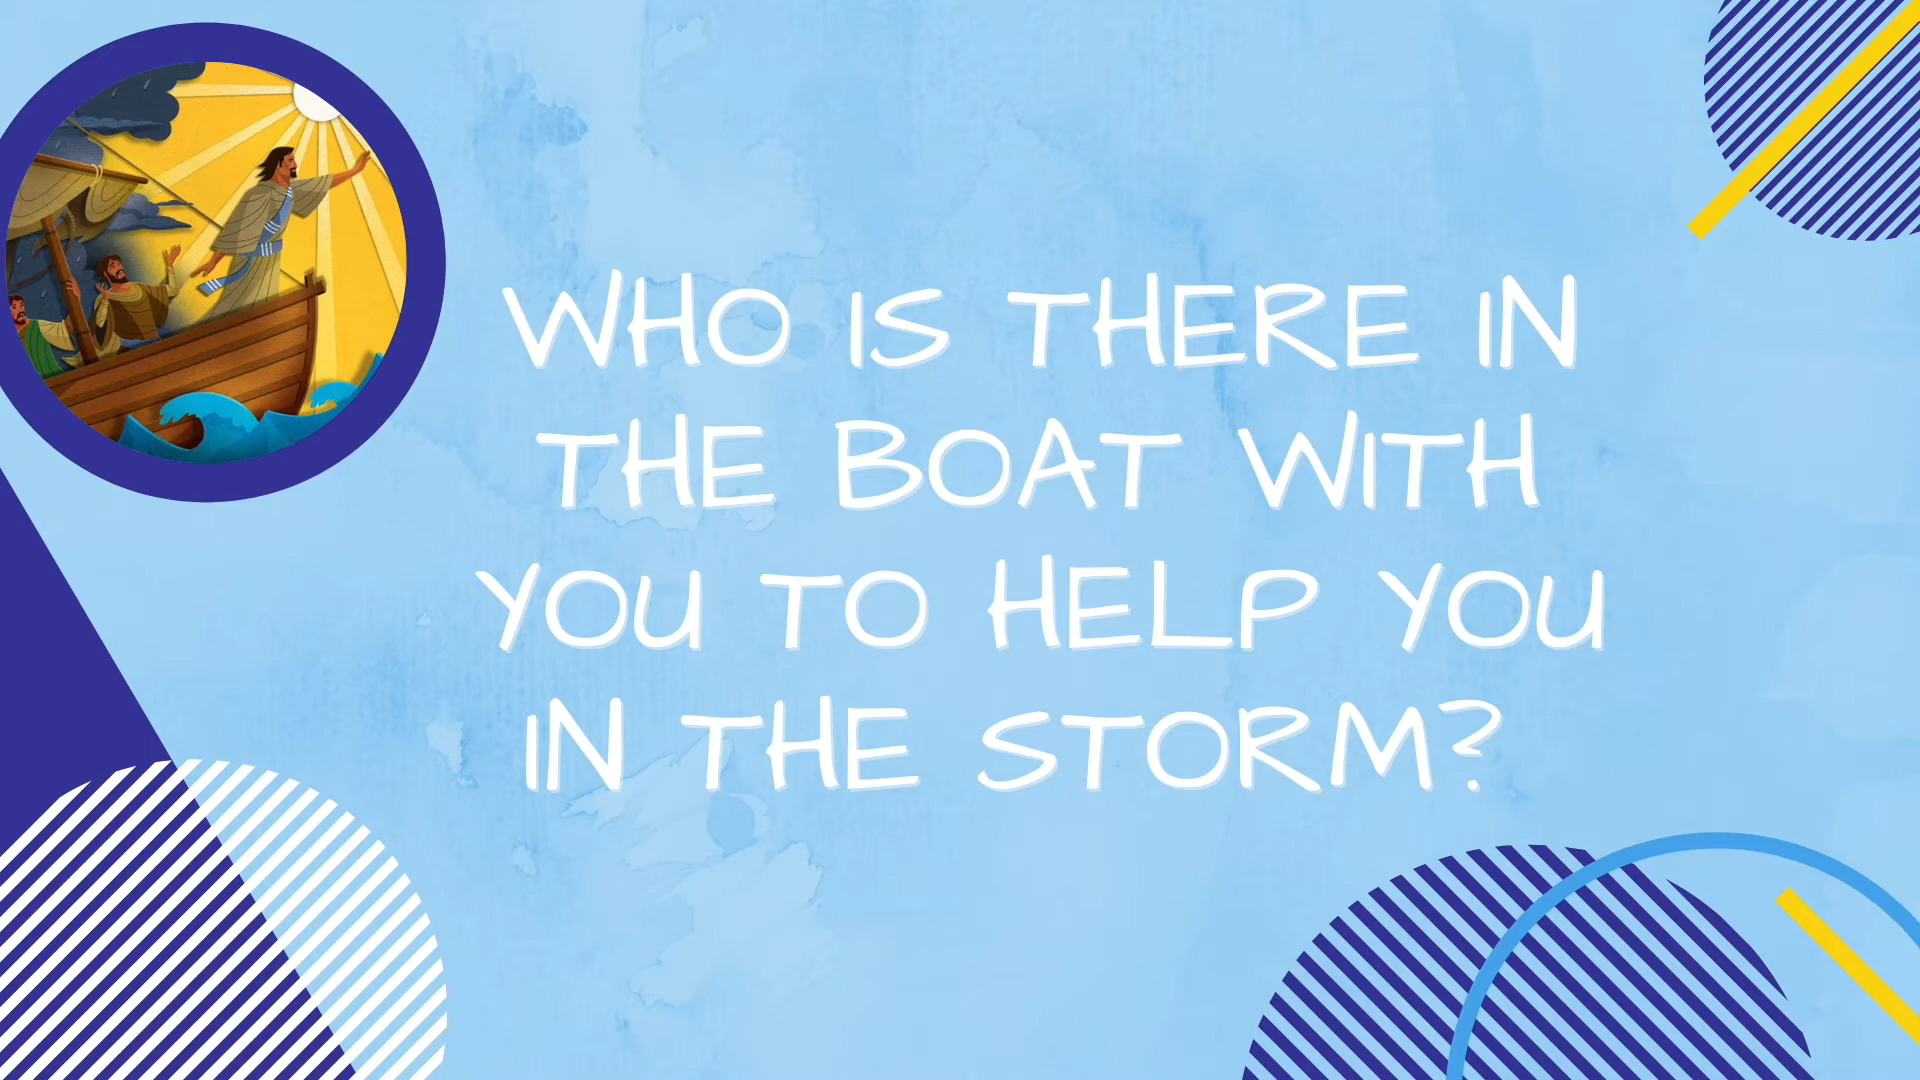 WHO IS THERE IN
THE BOAT WITH
YOU TO HELP YOU
IN THE STORM?